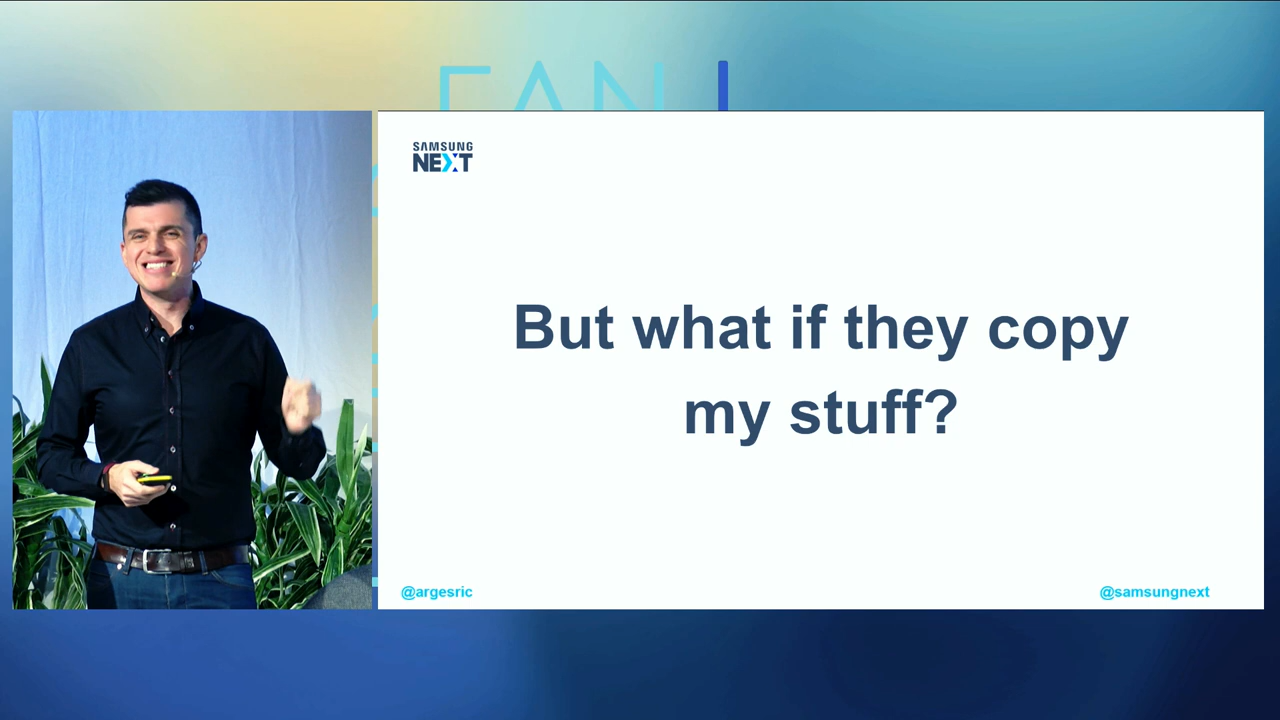 SAMSUNG
NEXT
But what if they copy
my stuff?
@argesric
@samsungnext